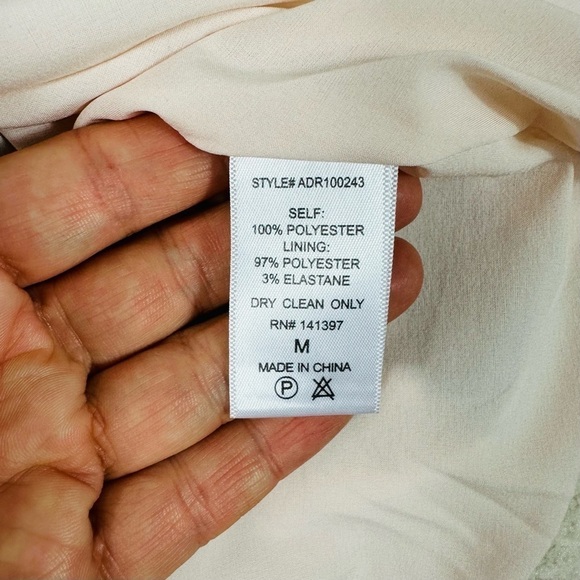 STYLE# ADR100243
SELF:
100% POLYESTER
LINING:
97% POLYESTER
3% ELASTANE
DRY CLEAN ONLY
RN# 141397
M
MADE IN CHINA
P